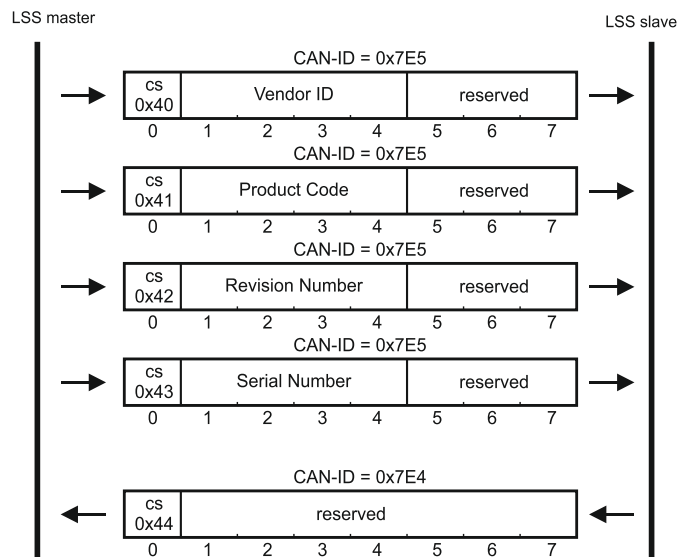 LSS master
LSS slave
CAN-ID = 0x7E5
cs
0x40
Vendor ID
reserved
0 1 2 3 4 5 6 7
CAN-ID = 0x7E5
cs
0x41
Product Code
reserved
0 1 2 3 4 5 6 7
CAN-ID = 0x7E5
cs
0x42
Revision Number
reserved
0 1 2 3 4 5 6 7
CAN-ID = 0x7E5
cs
0x43
Serial Number
reserved
0 1 2 3 4 5 6 7
CAN-ID = 0x7E4
cs
0x44
reserved
0 1 2 3 4 5 6 7